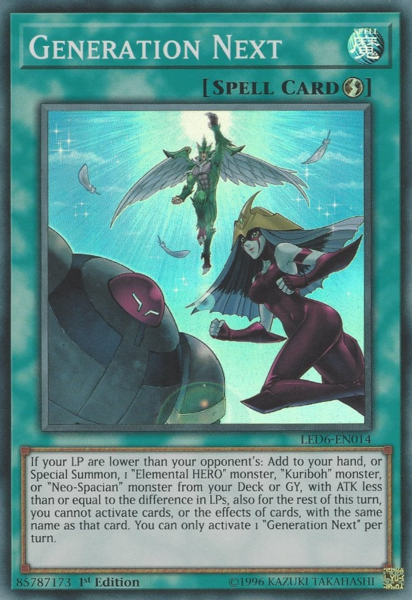 GENERATION NEXT
SPELL
魔
[SPELL CARD]
LED6-EN014
If your LP are lower than your opponent's: Add to your hand, or
Special Summon, 1 "Elemental HERO" monster, "Kuriboh" monster,
or "Neo-Spacian" monster from your Deck or GY, with ATK less
than or equal to the difference in LPs, also for the rest of this turn,
you cannot activate cards, or the effects of cards, with the same
name as that card. You can only activate 1 "Generation Next" per
turn.
85787173 1st Edition ©1996 KAZUKI TAKAHASHI